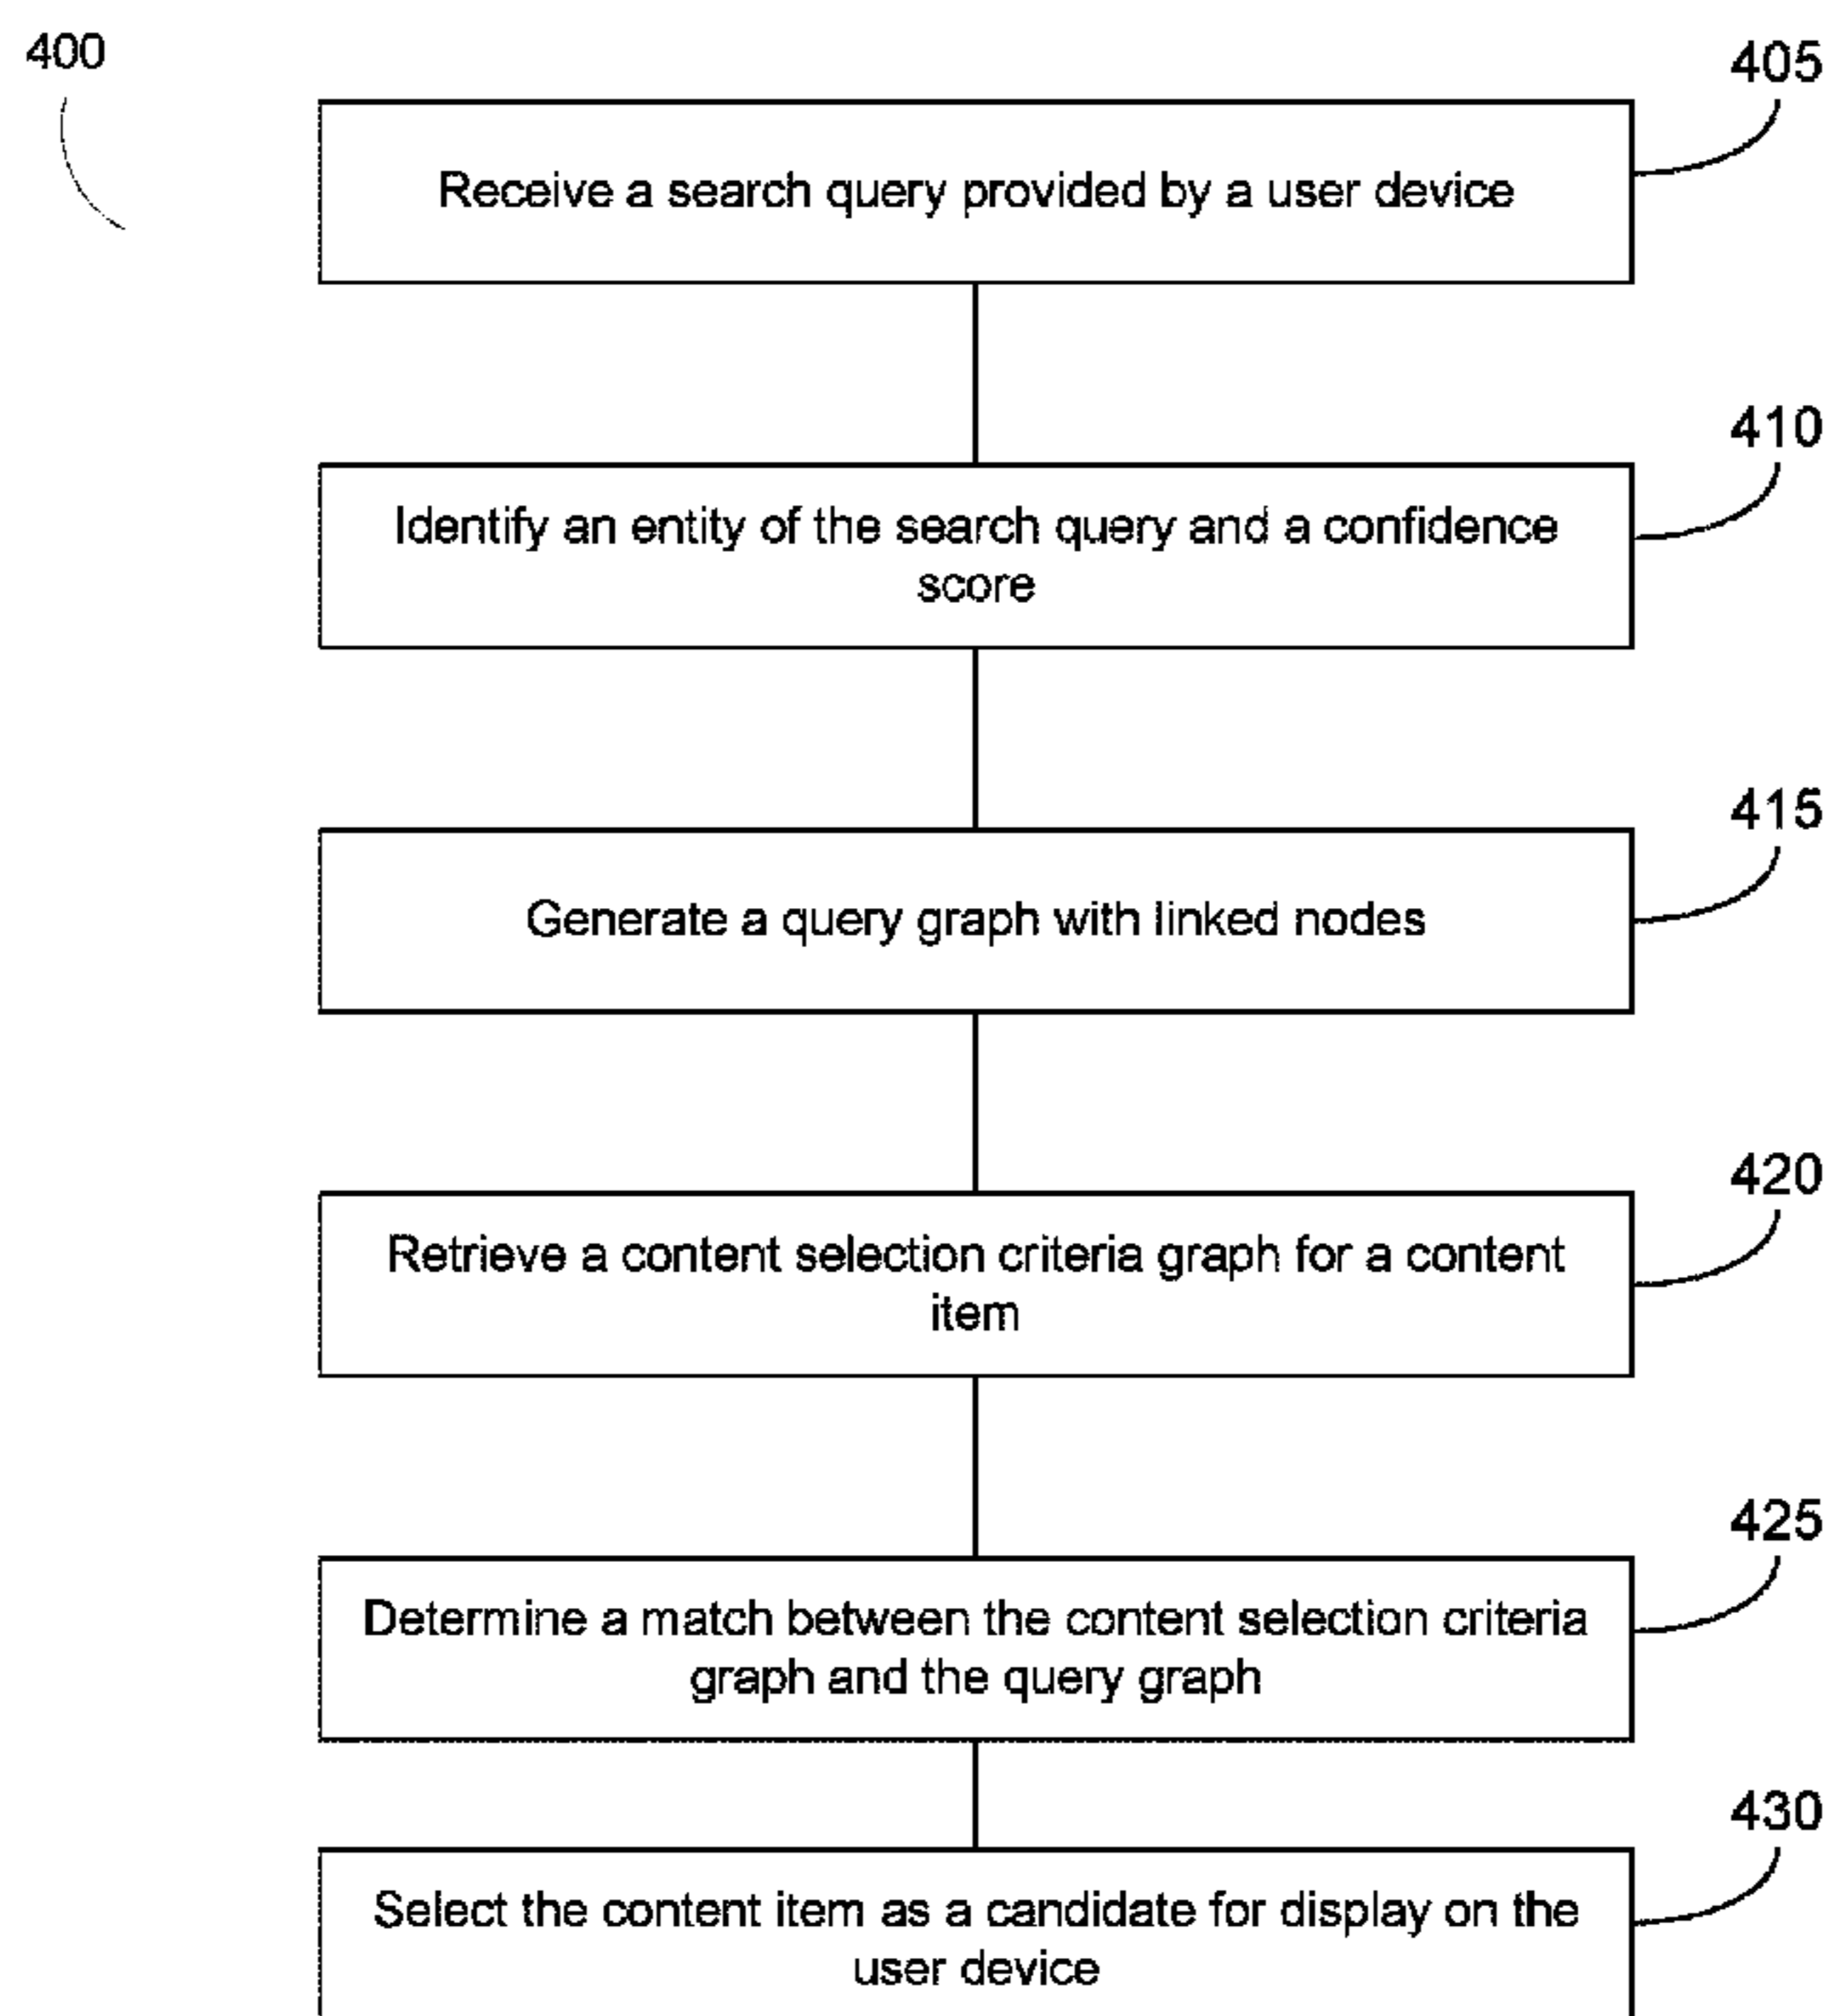 400
405
Receive a search query provided by a user device
410
Identify an entity of the search query and a confidence
score
415
Generate a query graph with linked nodes
420
Retrieve a content selection criteria graph for a content
item
425
Determine a match between the content selection criteria
graph and the query graph
430
Select the content item as a candidate for display on the
user device